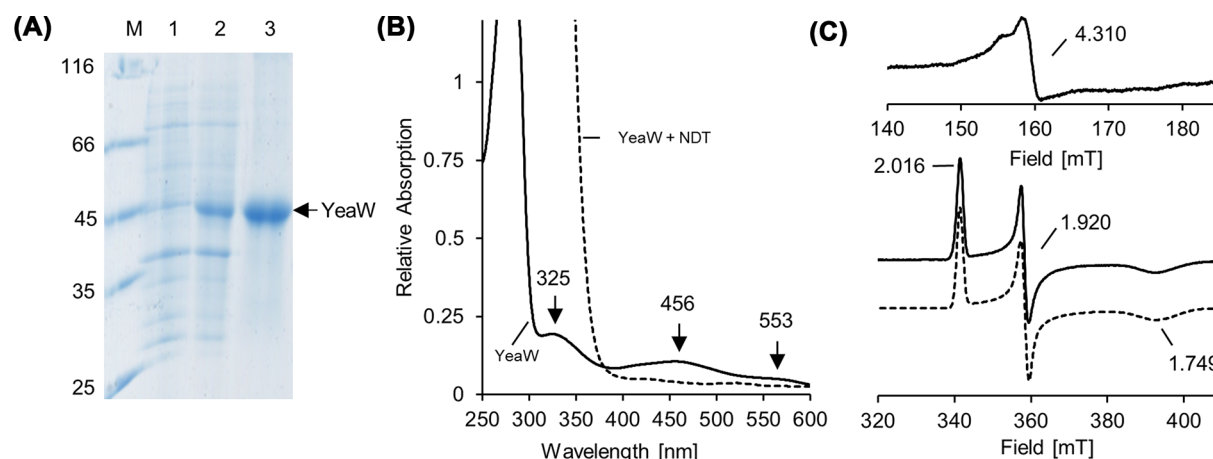 (A)
M 1 2 3
116
66
45
35
25
YeaW
(B)
1
0.75
0.5
0.25
0
Relative Absorption
250 300 350 400 450 500 550 600
Wavelength [nm]
YeaW + NDT
325
456
553
YeaW
(C)
4.310
140 150 160 170 180
Field [mT]
2.016
1.920
1.749
320 340 360 380 400
Field [mT]